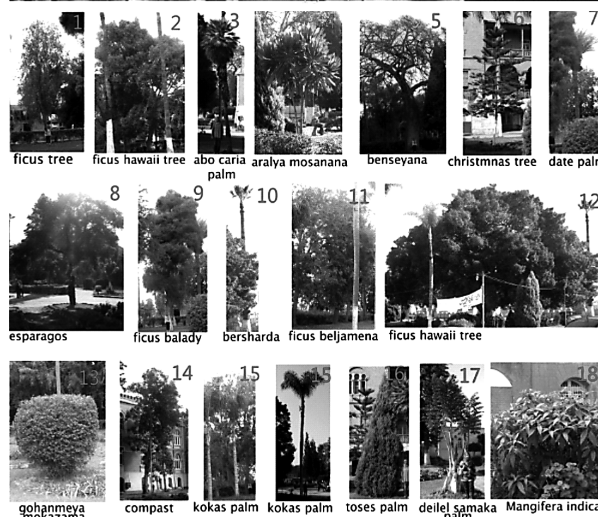 1 2 3 5 6 7
ficus tree ficus hawaii tree abo caria palm aralya mosanana benseyana christmnas tree date palm
8 9 10 11 12
esparagos ficus balady bersharda ficus beljamena ficus hawaii tree
13 14 15 15 16 17 18
gohanmeya mokazama compast kokas palm kokas palm toses palm deilel samaka palm Mangifera indica